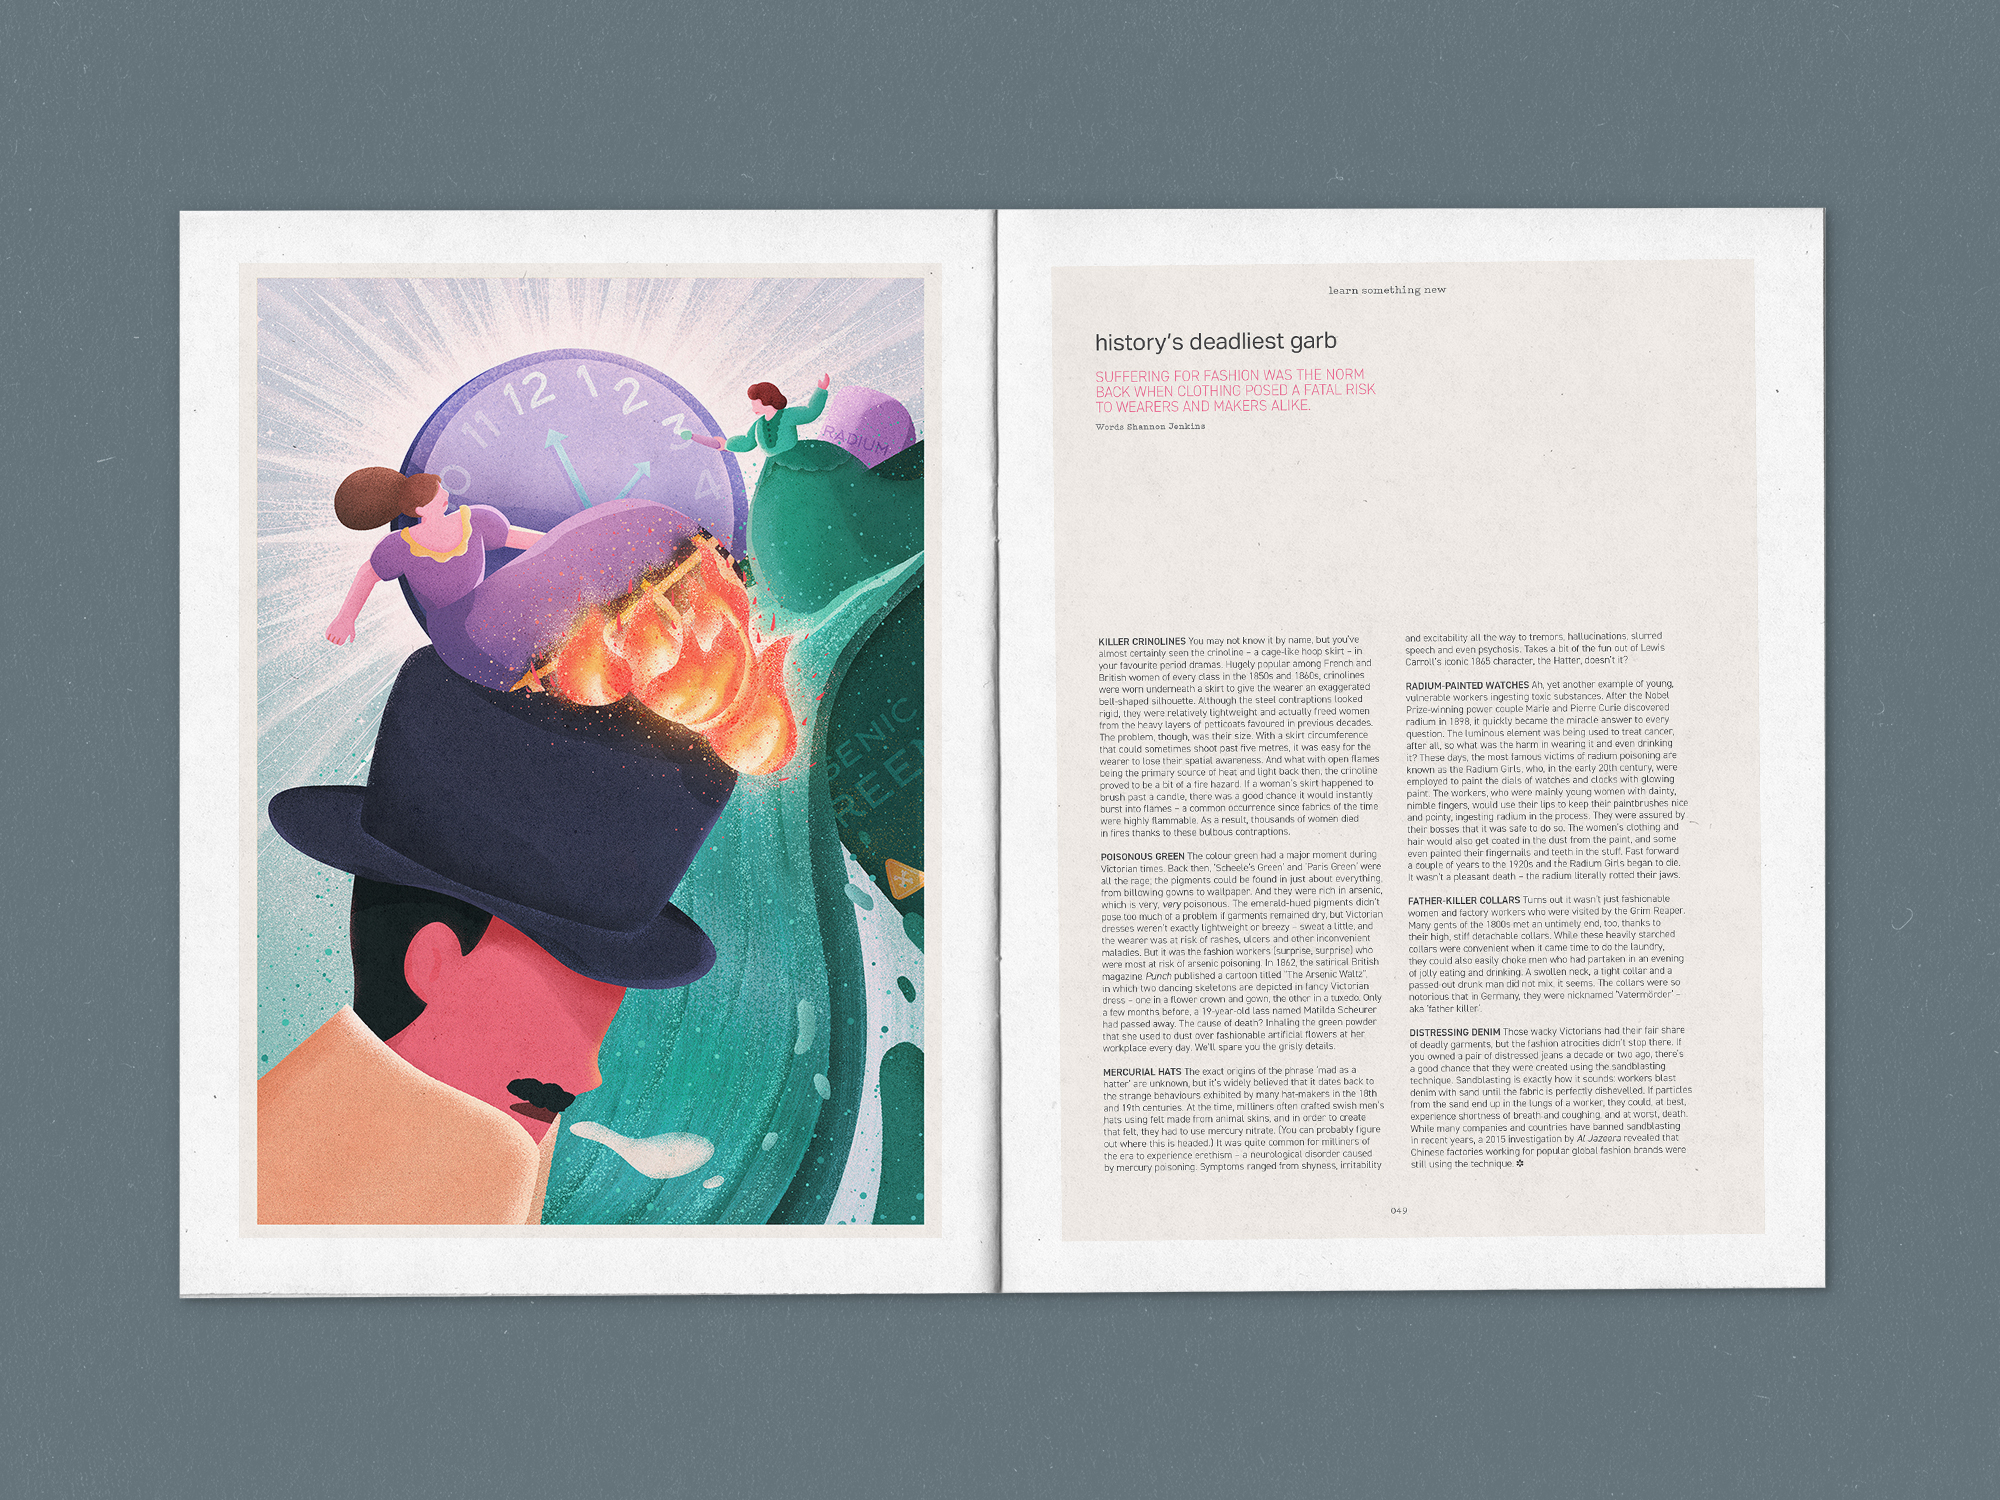 12
1
2
11
3
4
0
RADIUM
SENIC
REEN
learn something new
history's deadliest garb
SUFFERING FOR FASHION WAS THE NORM
BACK WHEN CLOTHING POSED A FATAL RISK
TO WEARERS AND MAKERS ALIKE.
Words Shannon Jenkins
KILLER CRINOLINES You may not know it by name, but you've
almost certainly seen the crinoline – a cage-like hoop skirt – in
your favourite period dramas. Hugely popular among French and
British women of every class in the 1850s and 1860s, crinolines
were worn underneath a skirt to give the wearer an exaggerated
bell-shaped silhouette. Although the steel contraptions looked
rigid, they were relatively lightweight and actually freed women
from the heavy layers of petticoats favoured in previous decades.
The problem, though, was their size. With a skirt circumference
that could sometimes shoot past five metres, it was easy for the
wearer to lose their spatial awareness. And what with open flames
being the primary source of heat and light back then, the crinoline
proved to be a bit of a fire hazard. If a woman's skirt happened to
brush past a candle, there was a good chance it would instantly
burst into flames – a common occurrence since fabrics of the time
were highly flammable. As a result, thousands of women died
in fires thanks to these bulbous contraptions.
POISONOUS GREEN The colour green had a major moment during
Victorian times. Back then, 'Scheele's Green' and 'Paris Green' were
all the rage; the pigments could be found in just about everything,
from billowing gowns to wallpaper. And they were rich in arsenic,
which is very, very poisonous. The emerald-hued pigments didn't
pose too much of a problem if garments remained dry, but Victorian
dresses weren't exactly lightweight or breezy – sweat a little, and
the wearer was at risk of rashes, ulcers and other inconvenient
maladies. But it was the fashion workers (surprise, surprise) who
were most at risk of arsenic poisoning. In 1862, the satirical British
magazine Punch published a cartoon titled "The Arsenic Waltz",
in which two dancing skeletons are depicted in fancy Victorian
dress – one in a flower crown and gown, the other in a tuxedo. Only
a few months before, a 19-year-old lass named Matilda Scheurer
had passed away. The cause of death? Inhaling the green powder
that she used to dust over fashionable artificial flowers at her
workplace every day. We'll spare you the grisly details.
MERCURIAL HATS The exact origins of the phrase 'mad as a
hatter' are unknown, but it's widely believed that it dates back to
the strange behaviours exhibited by many hat-makers in the 18th
and 19th centuries. At the time, milliners often crafted swish men's
hats using felt made from animal skins, and in order to create
that felt, they had to use mercury nitrate. (You can probably figure
out where this is headed.) It was quite common for milliners of
the era to experience erethism – a neurological disorder caused
by mercury poisoning. Symptoms ranged from shyness, irritability
and excitability all the way to tremors, hallucinations, slurred
speech and even psychosis. Takes a bit of the fun out of Lewis
Carroll's iconic 1865 character, the Hatter, doesn't it?
RADIUM-PAINTED WATCHES Ah, yet another example of young,
vulnerable workers ingesting toxic substances. After the Nobel
Prize-winning power couple Marie and Pierre Curie discovered
radium in 1898, it quickly became the miracle answer to every
question. The luminous element was being used to treat cancer,
after all, so what was the harm in wearing it and even drinking
it? These days, the most famous victims of radium poisoning are
known as the Radium Girls, who, in the early 20th century, were
employed to paint the dials of watches and clocks with glowing
paint. The workers, who were mainly young women with dainty,
nimble fingers, would use their lips to keep their paintbrushes nice
and pointy, ingesting radium in the process. They were assured by
their bosses that it was safe to do so. The women's clothing and
hair would also get coated in the dust from the paint, and some
even painted their fingernails and teeth in the stuff. Fast forward
a couple of years to the 1920s and the Radium Girls began to die.
It wasn't a pleasant death – the radium literally rotted their jaws.
FATHER-KILLER COLLARS Turns out it wasn't just fashionable
women and factory workers who were visited by the Grim Reaper.
Many gents of the 1800s met an untimely end, too, thanks to
their high, stiff detachable collars. While these heavily starched
collars were convenient when it came time to do the laundry,
they could also easily choke men who had partaken in an evening
of jolly eating and drinking. A swollen neck, a tight collar and a
passed-out drunk man did not mix, it seems. The collars were so
notorious that in Germany, they were nicknamed 'Vatermörder' –
aka 'father killer'.
DISTRESSING DENIM Those wacky Victorians had their fair share
of deadly garments, but the fashion atrocities didn't stop there. If
you owned a pair of distressed jeans a decade or two ago, there's
a good chance that they were created using the sandblasting
technique. Sandblasting is exactly how it sounds: workers blast
denim with sand until the fabric is perfectly dishevelled. If particles
from the sand end up in the lungs of a worker, they could, at best,
experience shortness of breath and coughing, and at worst, death.
While many companies and countries have banned sandblasting
in recent years, a 2015 investigation by Al Jazeera revealed that
Chinese factories working for popular global fashion brands were
still using the technique.
049